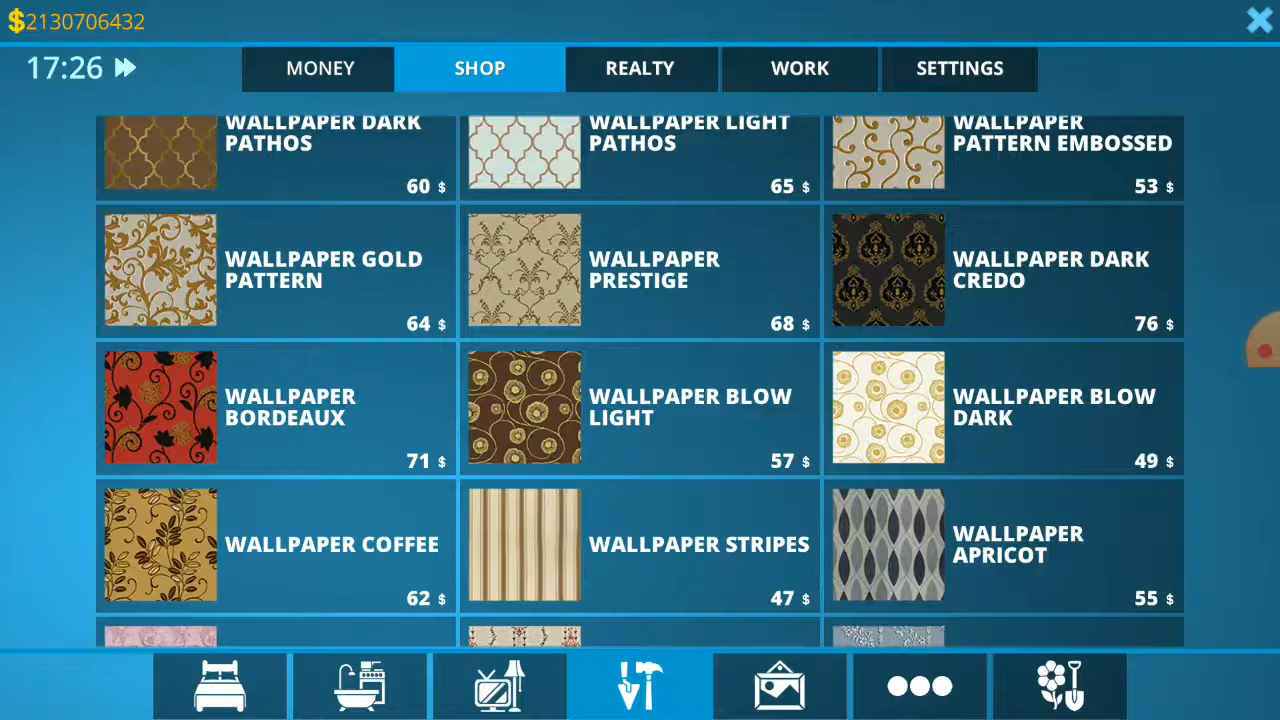 $2130706432
17:26
MONEY
SHOP
REALTY
WORK
SETTINGS
WALLPAPER DARK
PATHOS
60 $
WALLPAPER LIGHT
PATHOS
65 $
WALLPAPER
PATTERN EMBOSSED
53 $
WALLPAPER GOLD
PATTERN
64 $
WALLPAPER
PRESTIGE
68 $
WALLPAPER DARK
CREDO
76 $
WALLPAPER
BORDEAUX
71 $
WALLPAPER BLOW
LIGHT
57 $
WALLPAPER BLOW
DARK
49 $
WALLPAPER COFFEE
62 $
WALLPAPER STRIPES
47 $
WALLPAPER
APRICOT
55 $